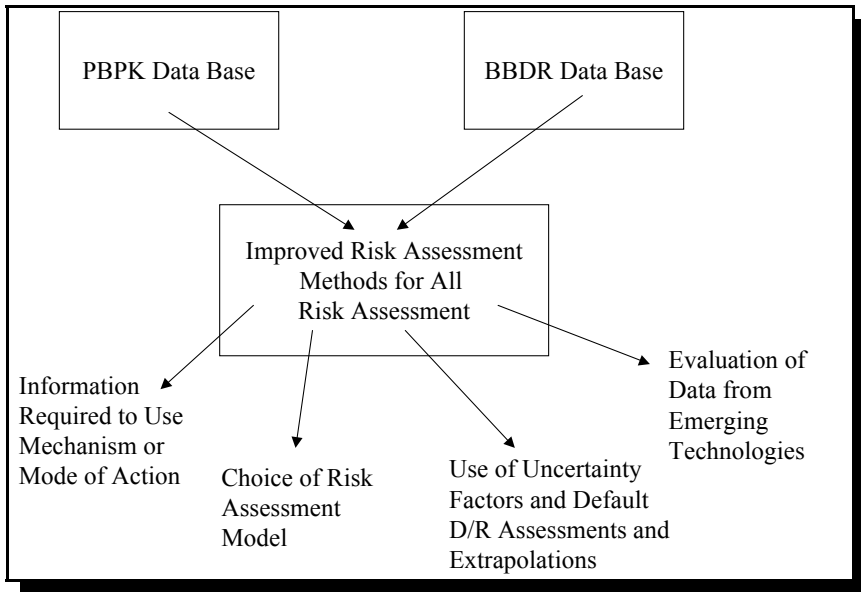 PBPK Data Base
BBDR Data Base
Improved Risk Assessment
Methods for All
Risk Assessment
Information
Required to Use
Mechanism or
Mode of Action
Choice of Risk
Assessment
Model
Use of Uncertainty
Factors and Default
D/R Assessments and
Extrapolations
Evaluation of
Data from
Emerging
Technologies